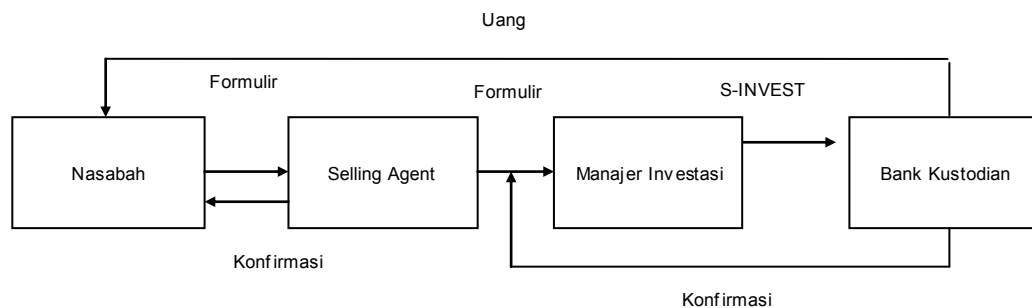 Uang
Formulir
Formulir
S-INVEST
Nasabah
Selling Agent
Manajer Investasi
Bank Kustodian
Konfirmasi
Konfirmasi